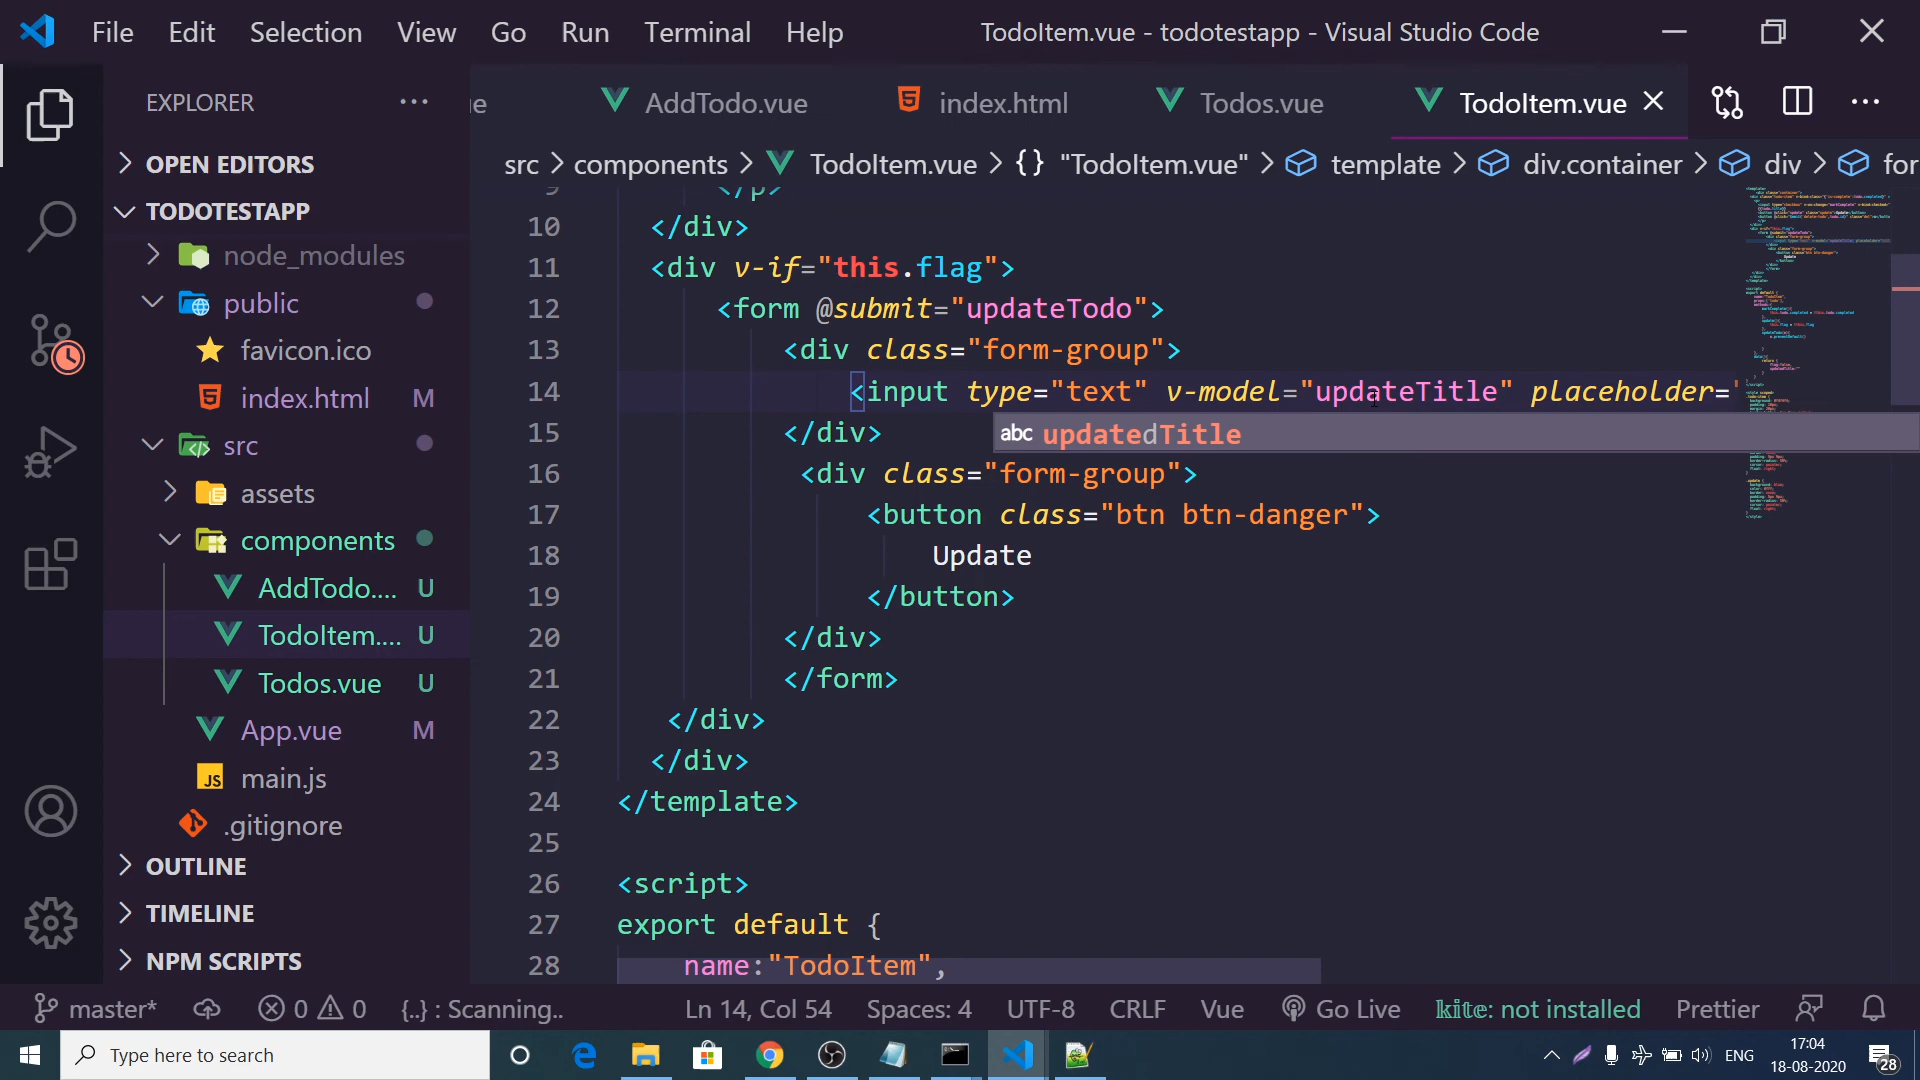 File Edit Selection View Go Run Terminal Help
TodoItem.vue - todotestapp - Visual Studio Code
EXPLORER
ue AddTodo.vue index.html Todos.vue TodoItem.vue
OPEN EDITORS
src > components > TodoItem.vue > {} "TodoItem.vue" > template > div.container > div > for
TODOTESTAPP
node_modules
public
favicon.ico
index.html M
src
assets
components
AddTodo.... U
TodoItem.... U
Todos.vue U
App.vue M
main.js
.gitignore
OUTLINE
TIMELINE
NPM SCRIPTS
9 </p>
10 </div>
11 <div v-if="this.flag">
12 <form @submit="updateTodo">
13 <div class="form-group">
14 <input type="text" v-model="updateTitle" placeholder="
abc updatedTitle
15 </div>
16 <div class="form-group">
17 <button class="btn btn-danger">
18 Update
19 </button>
20 </div>
21 </form>
22 </div>
23 </div>
24 </template>
25
26 <script>
27 export default {
28 name:"TodoItem",
master* 0 0 {..} : Scanning.. Ln 14, Col 54 Spaces: 4 UTF-8 CRLF Vue Go Live kite: not installed Prettier
Type here to search
ENG
17:04
18-08-2020
28